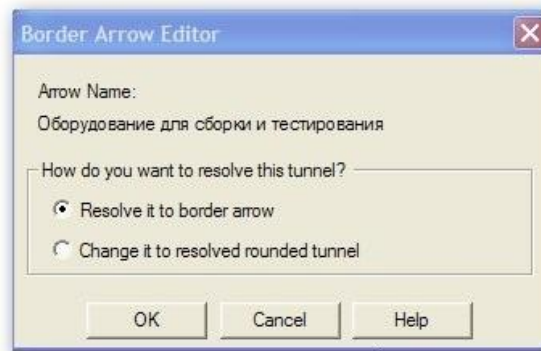 Border Arrow Editor
Arrow Name:
Оборудование для сборки и тестирования
How do you want to resolve this tunnel?
Resolve it to border arrow
Change it to resolved rounded tunnel
OK
Cancel
Help